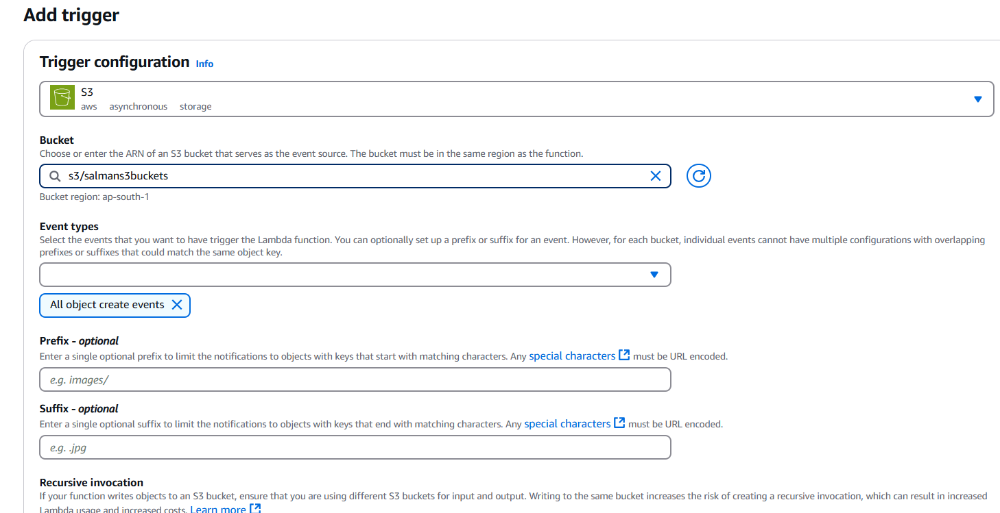 Add trigger
Trigger configuration Info
S3
aws asynchronous storage
Bucket
Choose or enter the ARN of an S3 bucket that serves as the event source. The bucket must be in the same region as the function.
s3/salmans3buckets
Bucket region: ap-south-1
Event types
Select the events that you want to have trigger the Lambda function. You can optionally set up a prefix or suffix for an event. However, for each bucket, individual events cannot have multiple configurations with overlapping
prefixes or suffixes that could match the same object key.
All object create events
Prefix - optional
Enter a single optional prefix to limit the notifications to objects with keys that start with matching characters. Any special characters must be URL encoded.
e.g. images/
Suffix - optional
Enter a single optional suffix to limit the notifications to objects with keys that end with matching characters. Any special characters must be URL encoded.
e.g. .jpg
Recursive invocation
If your function writes objects to an S3 bucket, ensure that you are using different S3 buckets for input and output. Writing to the same bucket increases the risk of creating a recursive invocation, which can result in increased
Lambda usage and increased costs. Learn more